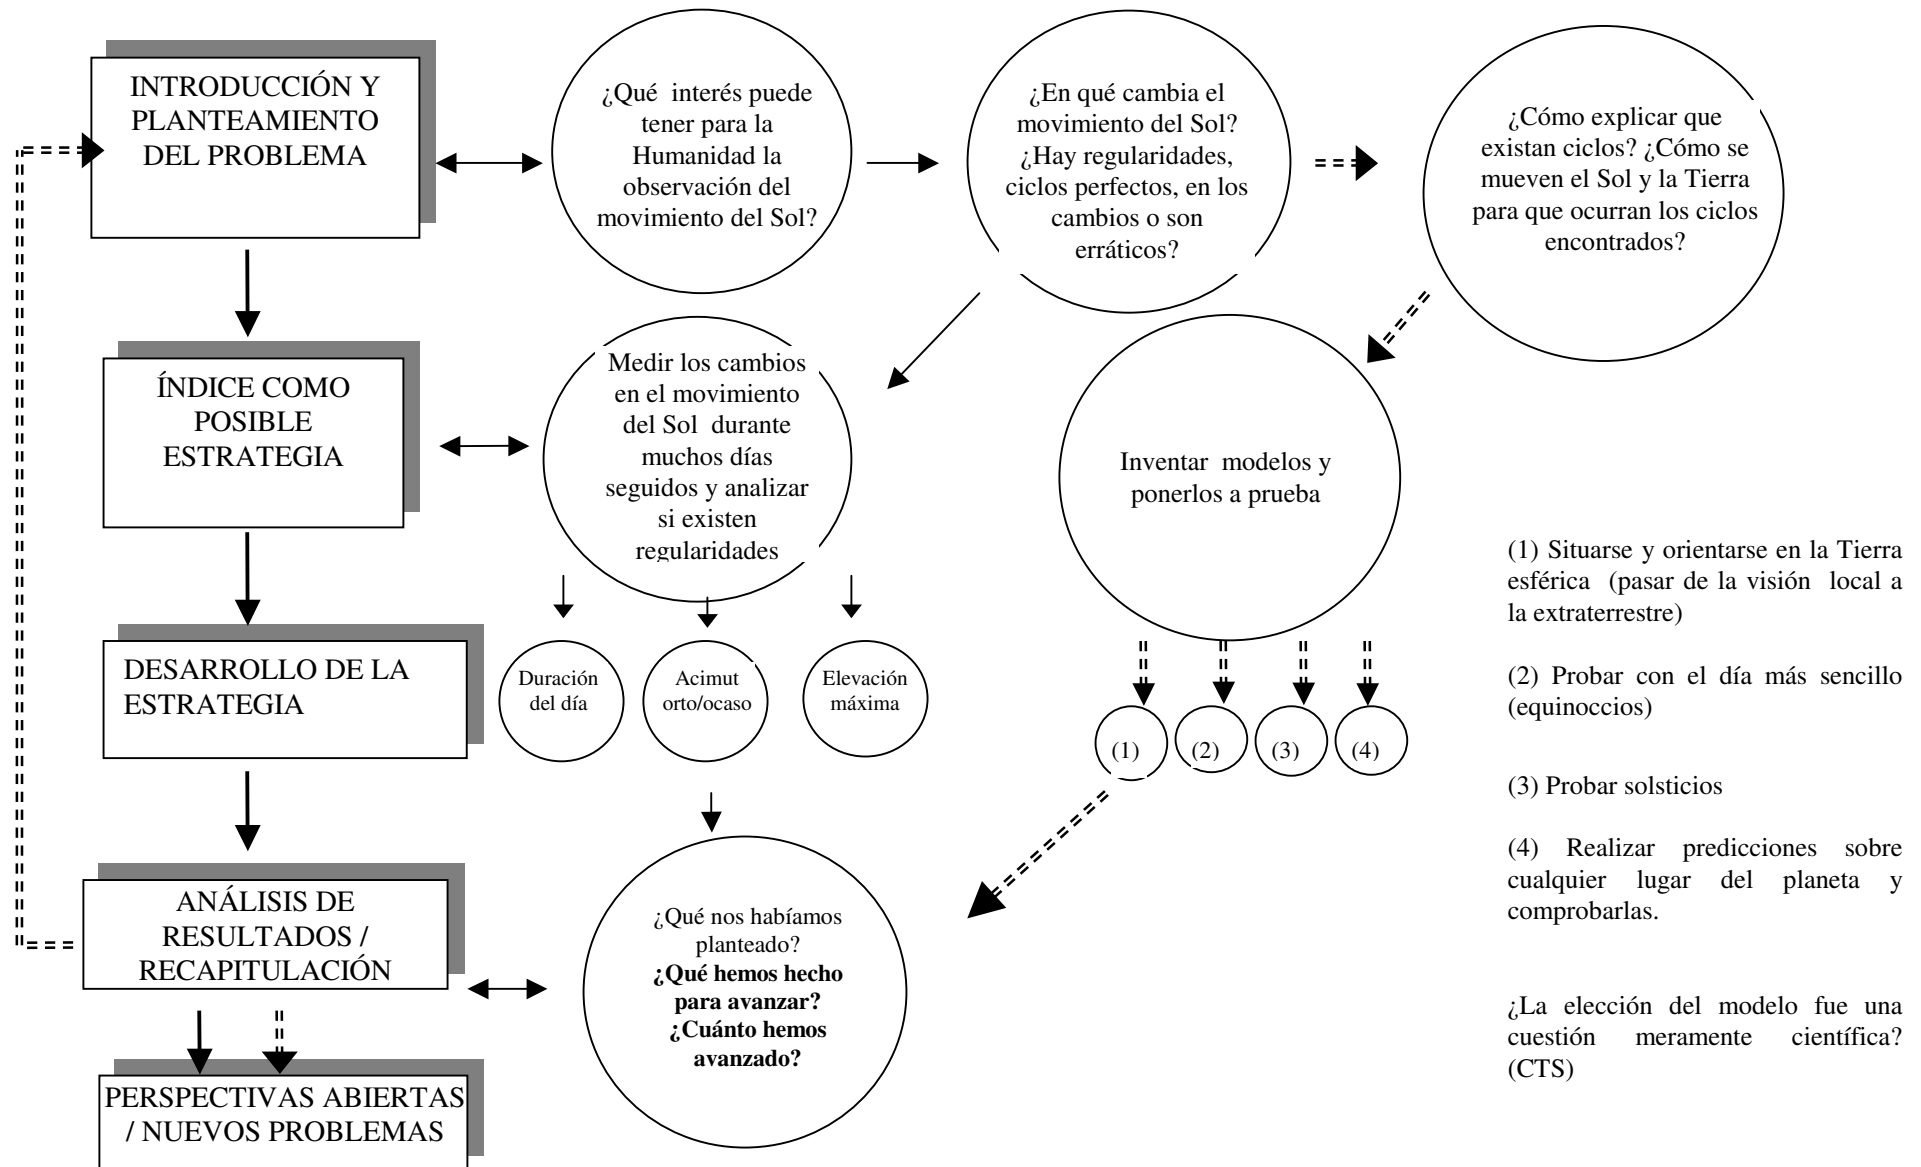 INTRODUCCIÓN Y
PLANTEAMIENTO
DEL PROBLEMA
¿Qué interés puede
tener para la
Humanidad la
observación del
movimiento del Sol?
¿En qué cambia el
movimiento del Sol?
¿Hay regularidades,
ciclos perfectos, en los
cambios o son
erráticos?
¿Cómo explicar que
existan ciclos? ¿Cómo se
mueven el Sol y la Tierra
para que ocurran los ciclos
encontrados?
ÍNDICE COMO
POSIBLE
ESTRATEGIA
Medir los cambios
en el movimiento
del Sol durante
muchos días
seguidos y analizar
si existen
regularidades
Inventar modelos y
ponerlos a prueba
DESARROLLO DE LA
ESTRATEGIA
Duración
del día
Acimut
orto/ocaso
Elevación
máxima
(1)
(2)
(3)
(4)
(1) Situarse y orientarse en la Tierra
esférica (pasar de la visión local a
la extraterrestre)
(2) Probar con el día más sencillo
(equinoccios)
(3) Probar solsticios
(4) Realizar predicciones sobre
cualquier lugar del planeta y
comprobarlas.
¿La elección del modelo fue una
cuestión meramente científica?
(CTS)
ANÁLISIS DE
RESULTADOS /
RECAPITULACIÓN
¿Qué nos habíamos
planteado?
¿Qué hemos hecho
para avanzar?
¿Cuánto hemos
avanzado?
PERSPECTIVAS ABIERTAS
/ NUEVOS PROBLEMAS